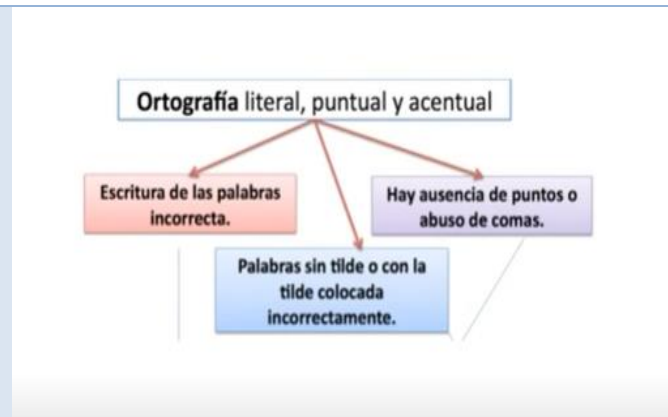 Ortografía literal, puntual y acentual
Escritura de las palabras
incorrecta.
Hay ausencia de puntos o
abuso de comas.
Palabras sin tilde o con la
tilde colocada
incorrectamente.